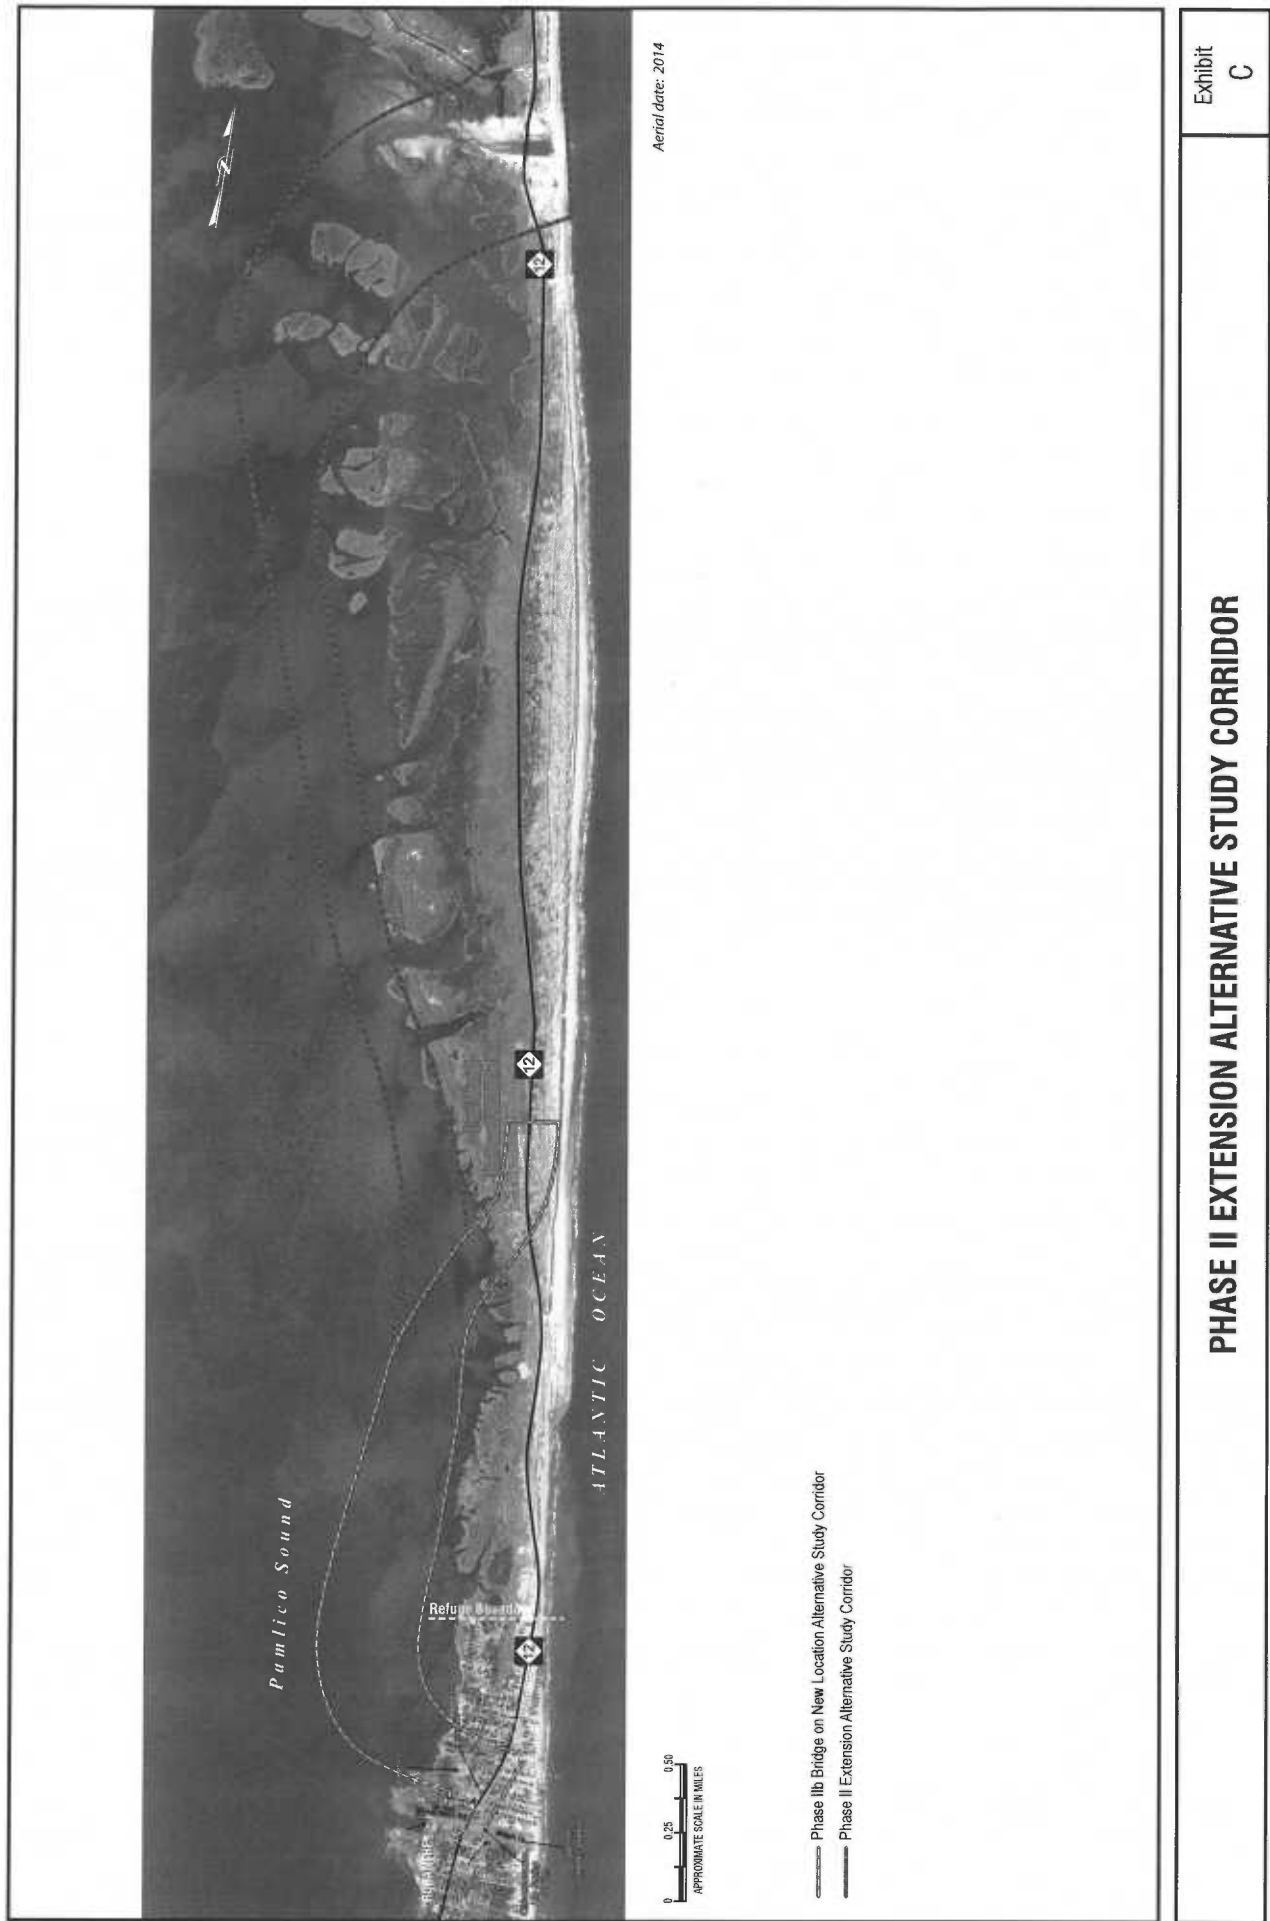 Pamlico Sound
ATLANTIC OCEAN
12
12
12
Aerial date: 2014
0 0.25 0.50
APPROXIMATE SCALE IN MILES
Phase IIb Bridge on New Location Alternative Study Corridor
Phase II Extension Alternative Study Corridor
PHASE II EXTENSION ALTERNATIVE STUDY CORRIDOR
Exhibit
C